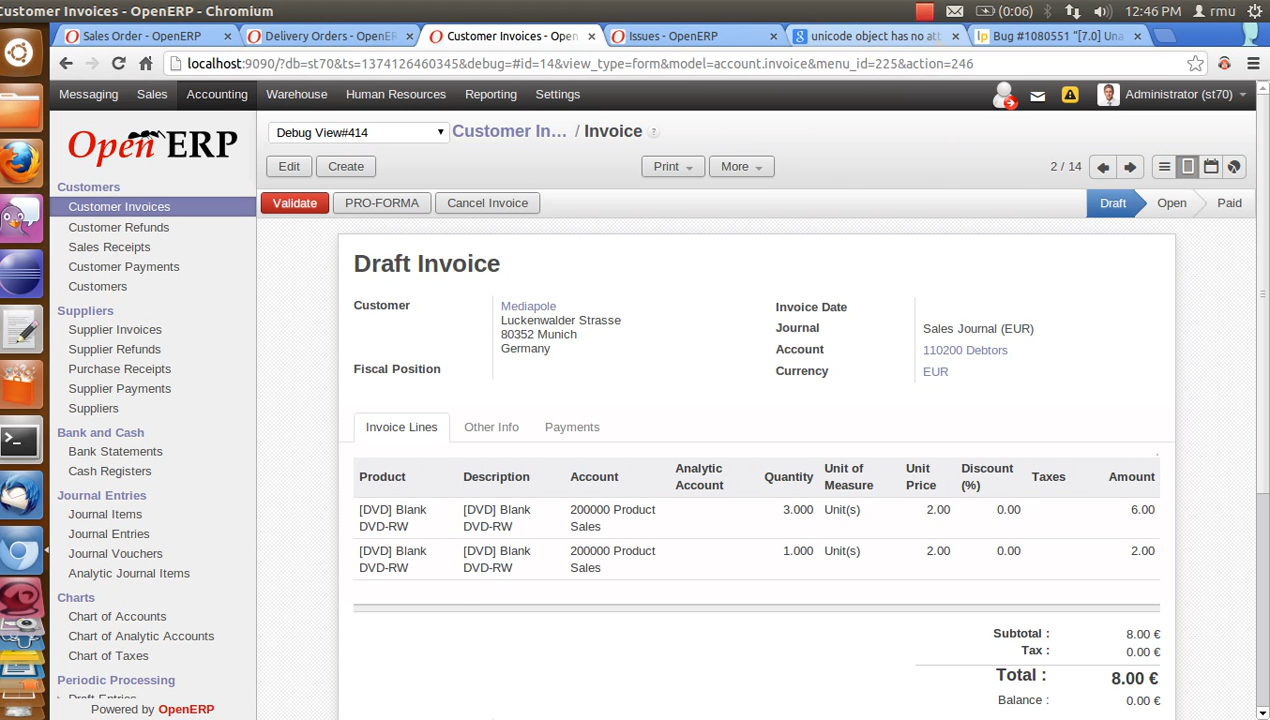 Customer Invoices - OpenERP - Chromium
(0:06)
12:46 PM
rmu
Sales Order - OpenERP
Delivery Orders - OpenERP
Customer Invoices - Open
Issues - OpenERP
unicode object has no at
Bug #1080551 "[7.0] Una
localhost:9090/?db=st70&ts=1374126460345&debug=#id=14&view_type=form&model=account.invoice&menu_id=225&action=246
Messaging Sales Accounting Warehouse Human Resources Reporting Settings
Administrator (st70)
Open ERP
Debug View#414
Customer In... / Invoice ?
Edit Create
Print More
2 / 14
Validate PRO-FORMA Cancel Invoice
Draft Open Paid
Customers
Customer Invoices
Customer Refunds
Sales Receipts
Customer Payments
Customers
Suppliers
Supplier Invoices
Supplier Refunds
Purchase Receipts
Supplier Payments
Suppliers
Bank and Cash
Bank Statements
Cash Registers
Journal Entries
Journal Items
Journal Entries
Journal Vouchers
Analytic Journal Items
Charts
Chart of Accounts
Chart of Analytic Accounts
Chart of Taxes
Periodic Processing
Draft Entries
Powered by OpenERP
Draft Invoice
Customer
Mediapole
Luckenwalder Strasse
80352 Munich
Germany
Fiscal Position
Invoice Date
Journal Sales Journal (EUR)
Account 110200 Debtors
Currency EUR
Invoice Lines Other Info Payments
Product Description Account Analytic Account Quantity Unit of Measure Unit Price Discount (%) Taxes Amount
[DVD] Blank DVD-RW [DVD] Blank DVD-RW 200000 Product Sales 3.000 Unit(s) 2.00 0.00 6.00
[DVD] Blank DVD-RW [DVD] Blank DVD-RW 200000 Product Sales 1.000 Unit(s) 2.00 0.00 2.00
Subtotal : 8.00 €
Tax : 0.00 €
Total : 8.00 €
Balance : 0.00 €